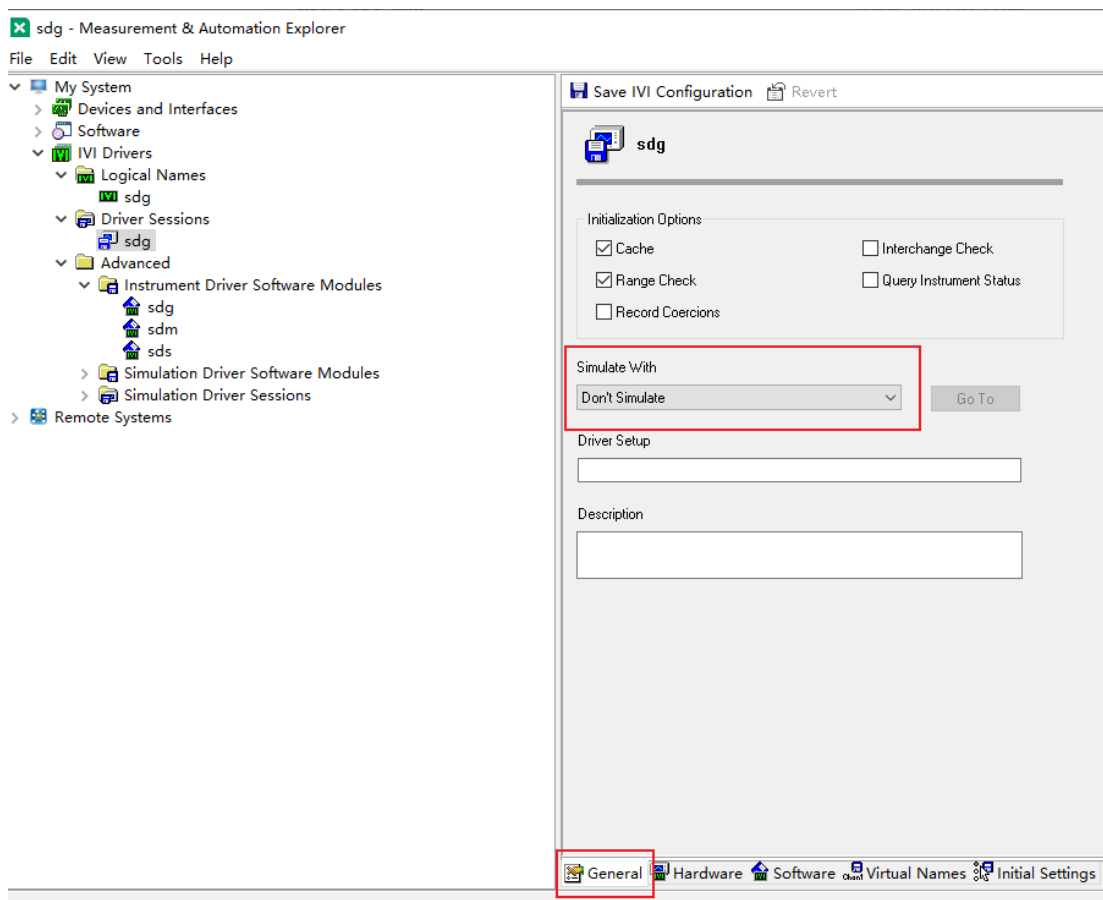 sdg - Measurement & Automation Explorer
File Edit View Tools Help
My System
Devices and Interfaces
Software
IVI Drivers
Logical Names
sdg
Driver Sessions
sdg
Advanced
Instrument Driver Software Modules
sdg
sdm
sds
Simulation Driver Software Modules
Simulation Driver Sessions
Remote Systems
Save IVI Configuration Revert
sdg
Initialization Options
Cache Interchange Check
Range Check Query Instrument Status
Record Coercions
Simulate With
Don't Simulate Go To
Driver Setup
Description
General Hardware Software Virtual Names Initial Settings